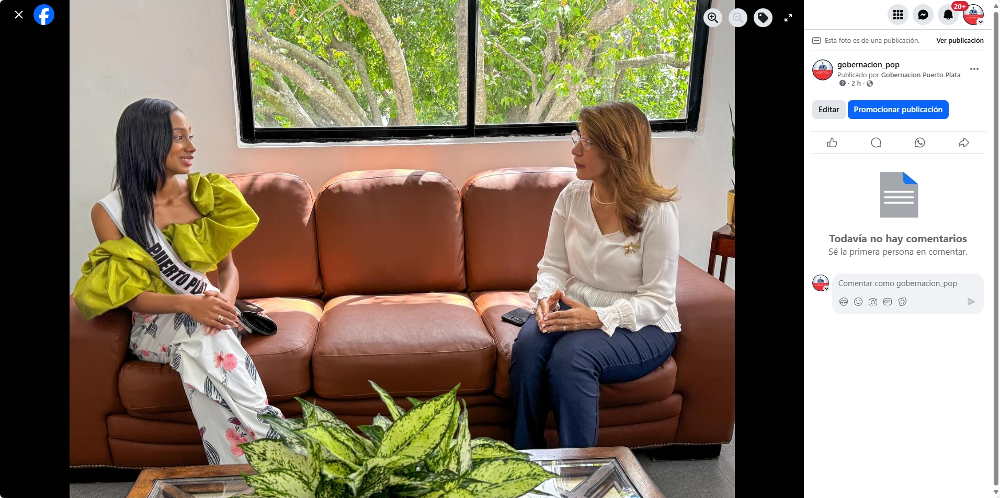 20+
Esta foto es de una publicación. Ver publicación
gobernacion_pop
Publicado por Gobernacion Puerto Plata
· 2 h ·
Editar Promocionar publicación
PUERTO PLA
Todavía no hay comentarios
Sé la primera persona en comentar.
Comentar como gobernacion_pop
GIF